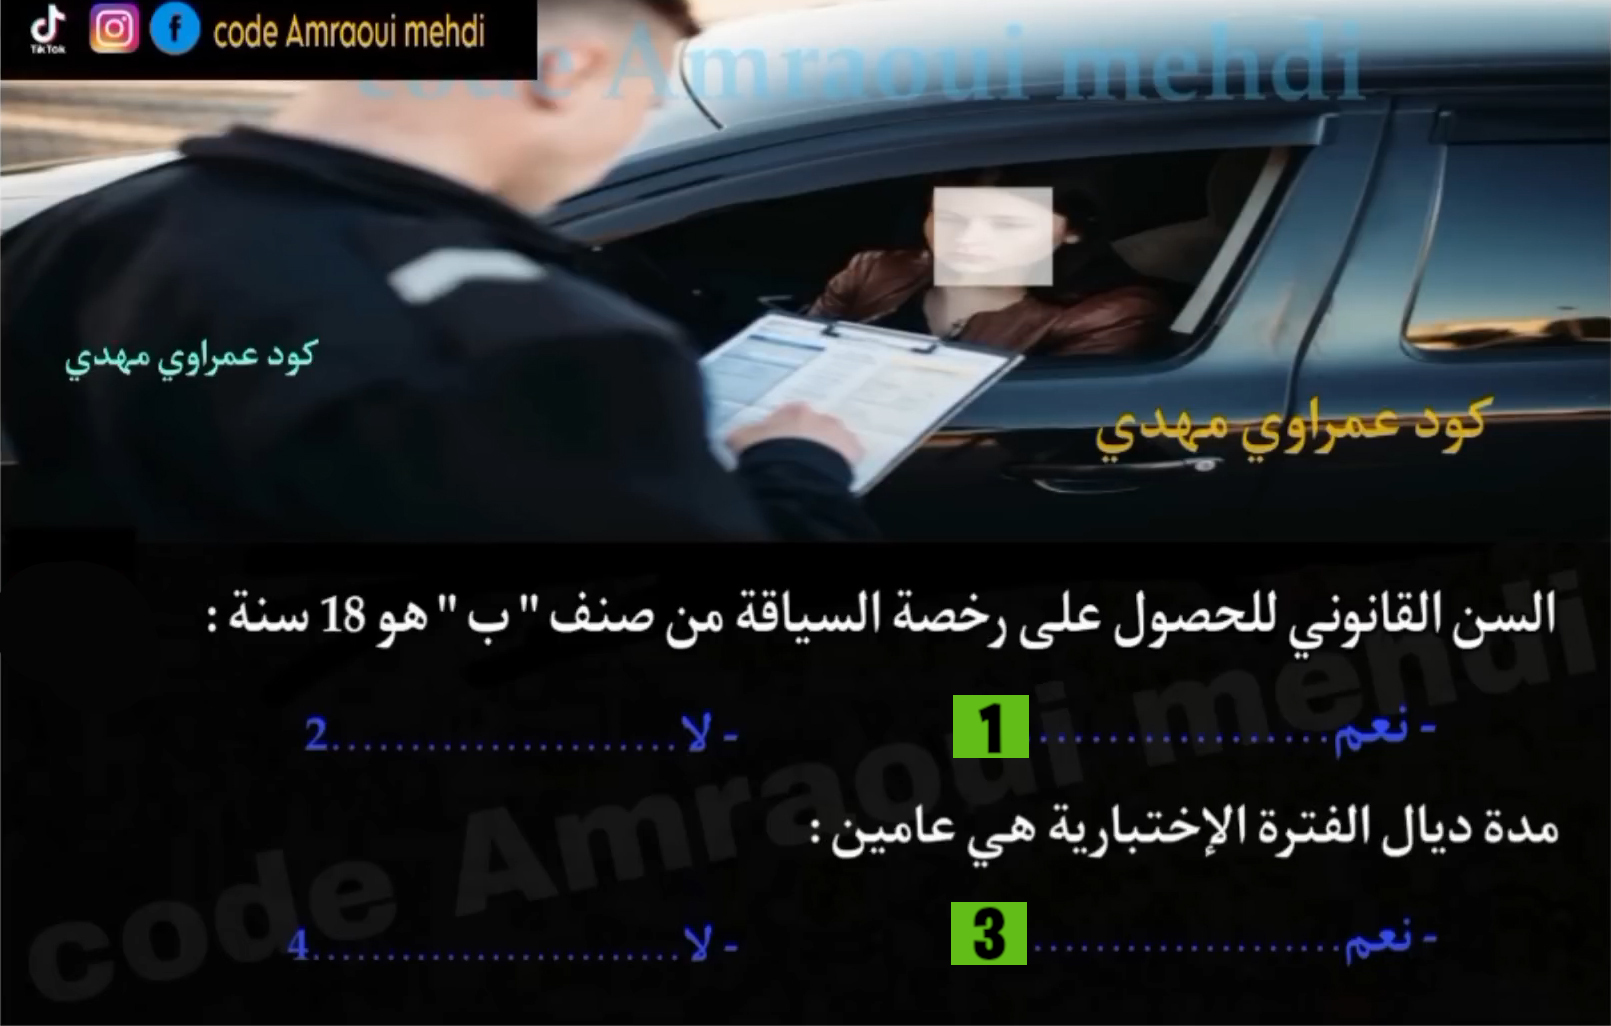 TikTok code Amraoui mehdi
code Amraoui mehdi
كود عمراوي مهدي
كود عمراوي مهدي
السن القانوني للحصول على رخصة السياقة من صنف " ب " هو 18 سنة :
- نعم.................. 1 - لا......................2
مدة ديال الفترة الإختبارية هي عامين :
- نعم.................... 3 - لا........................4
code Amraoui mehdi